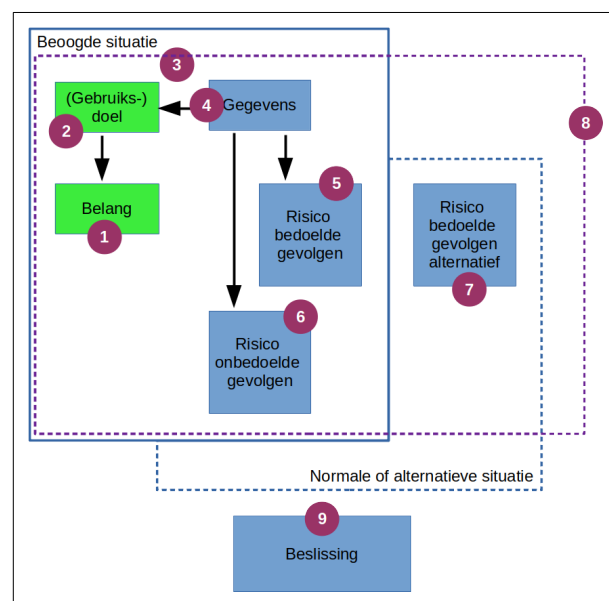 Beoogde situatie
3
(Gebruiks-)
doel
2
4
Gegevens
8
Belang
1
5
Risico
bedoelde
gevolgen
Risico
bedoelde
gevolgen
alternatief
7
6
Risico
onbedoelde
gevolgen
Normale of alternatieve situatie
9
Beslissing